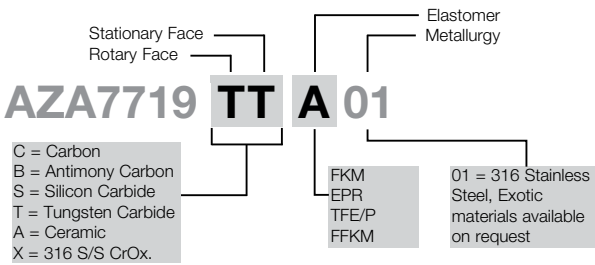 Stationary Face
Rotary Face
Elastomer
Metallurgy
AZA7719 TT A 01
C = Carbon
B = Antimony Carbon
S = Silicon Carbide
T = Tungsten Carbide
A = Ceramic
X = 316 S/S CrOx.
FKM
EPR
TFE/P
FFKM
01 = 316 Stainless
Steel, Exotic
materials available
on request